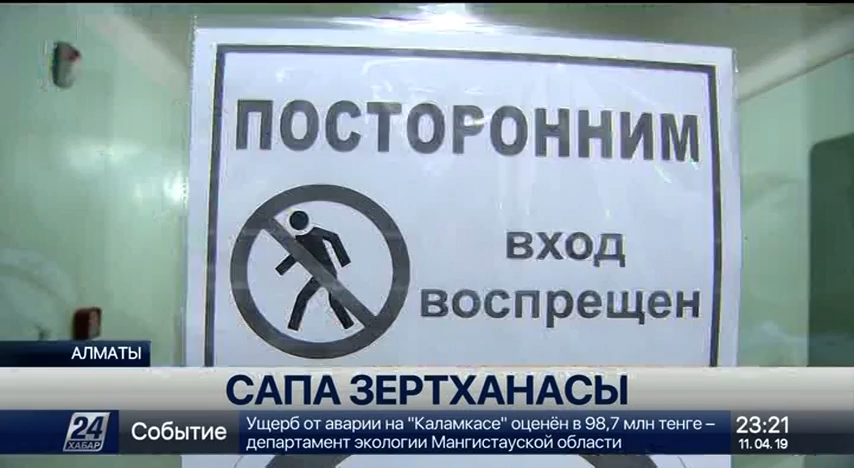 ПОСТОРОННИМ
вход
воспрещен
АЛМАТЫ
САПА ЗЕРТХАНАСЫ
24
ХАБАР
Событие
Ущерб от аварии на "Каламкасе" оценён в 98,7 млн тенге –
департамент экологии Мангистауской области
23:21
11.04.19